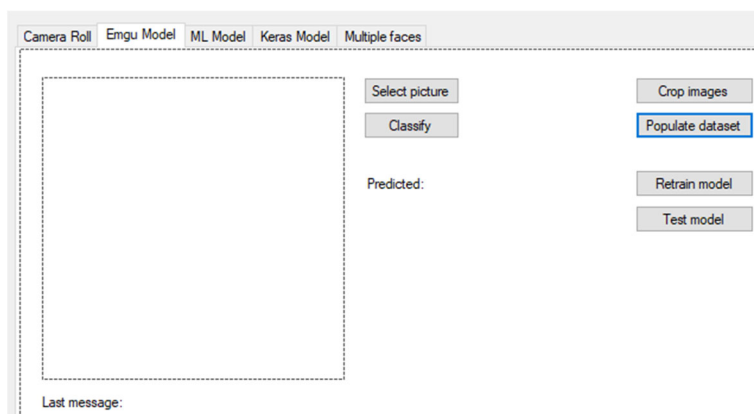 Camera Roll Emgu Model ML Model Keras Model Multiple faces
Select picture
Crop images
Classify
Populate dataset
Predicted:
Retrain model
Test model
Last message: